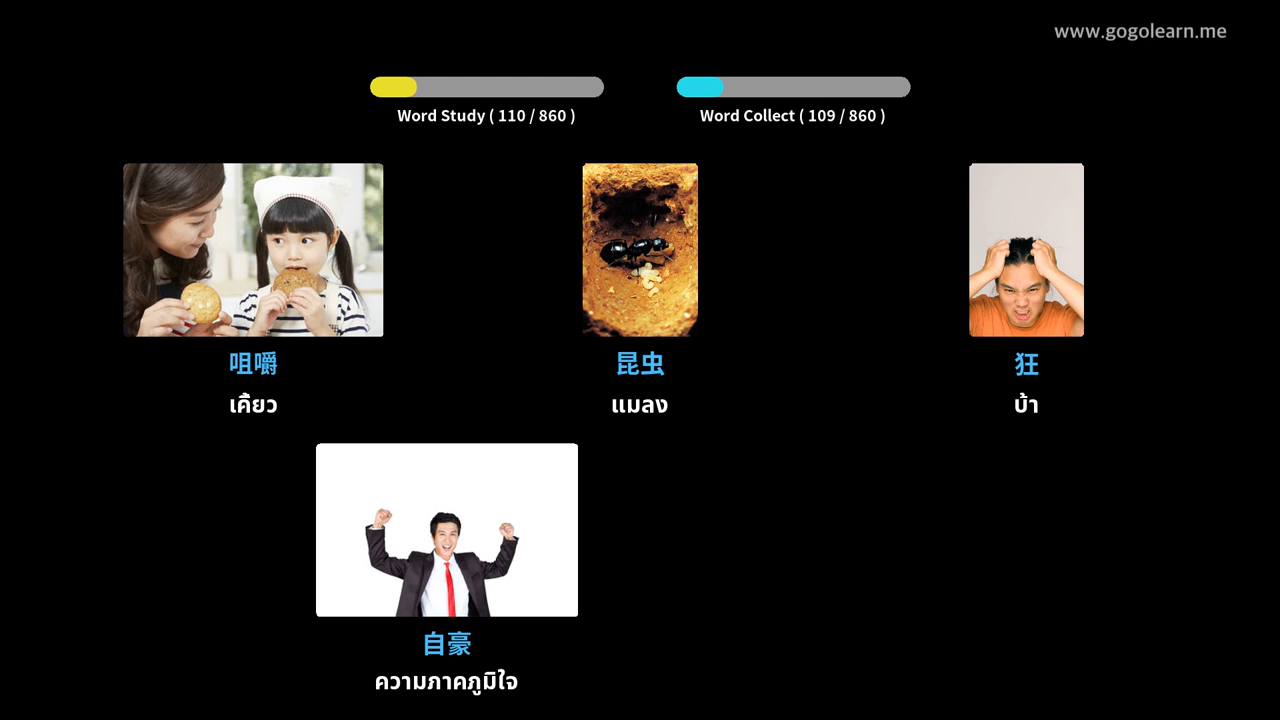 www.gogolearn.me
Word Study ( 110 / 860 )
Word Collect ( 109 / 860 )
咀嚼
เคี้ยว
昆虫
แมลง
狂
บ้า
自豪
ความภาคภูมิใจ